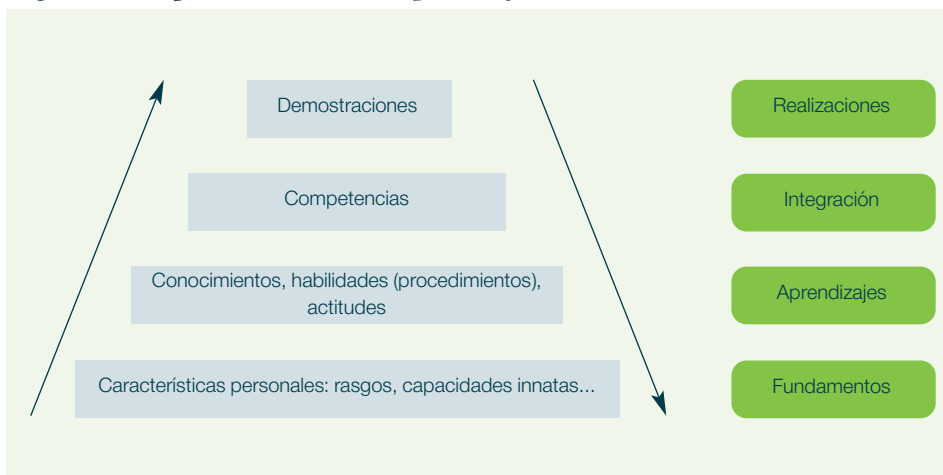 Demostraciones
Realizaciones
Competencias
Integración
Conocimientos, habilidades (procedimientos),
actitudes
Aprendizajes
Características personales: rasgos, capacidades innatas...
Fundamentos